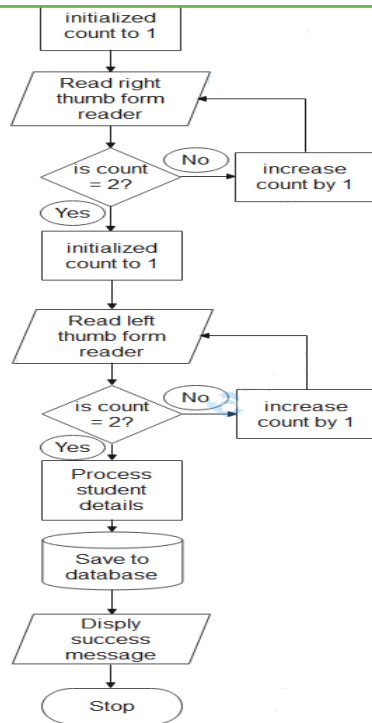 initialized
count to 1
Read right
thumb form
reader
is count
= 2?
No
increase
count by 1
Yes
initialized
count to 1
Read left
thumb form
reader
is count
= 2?
No
increase
count by 1
Yes
Process
student
details
Save to
database
Disply
success
message
Stop